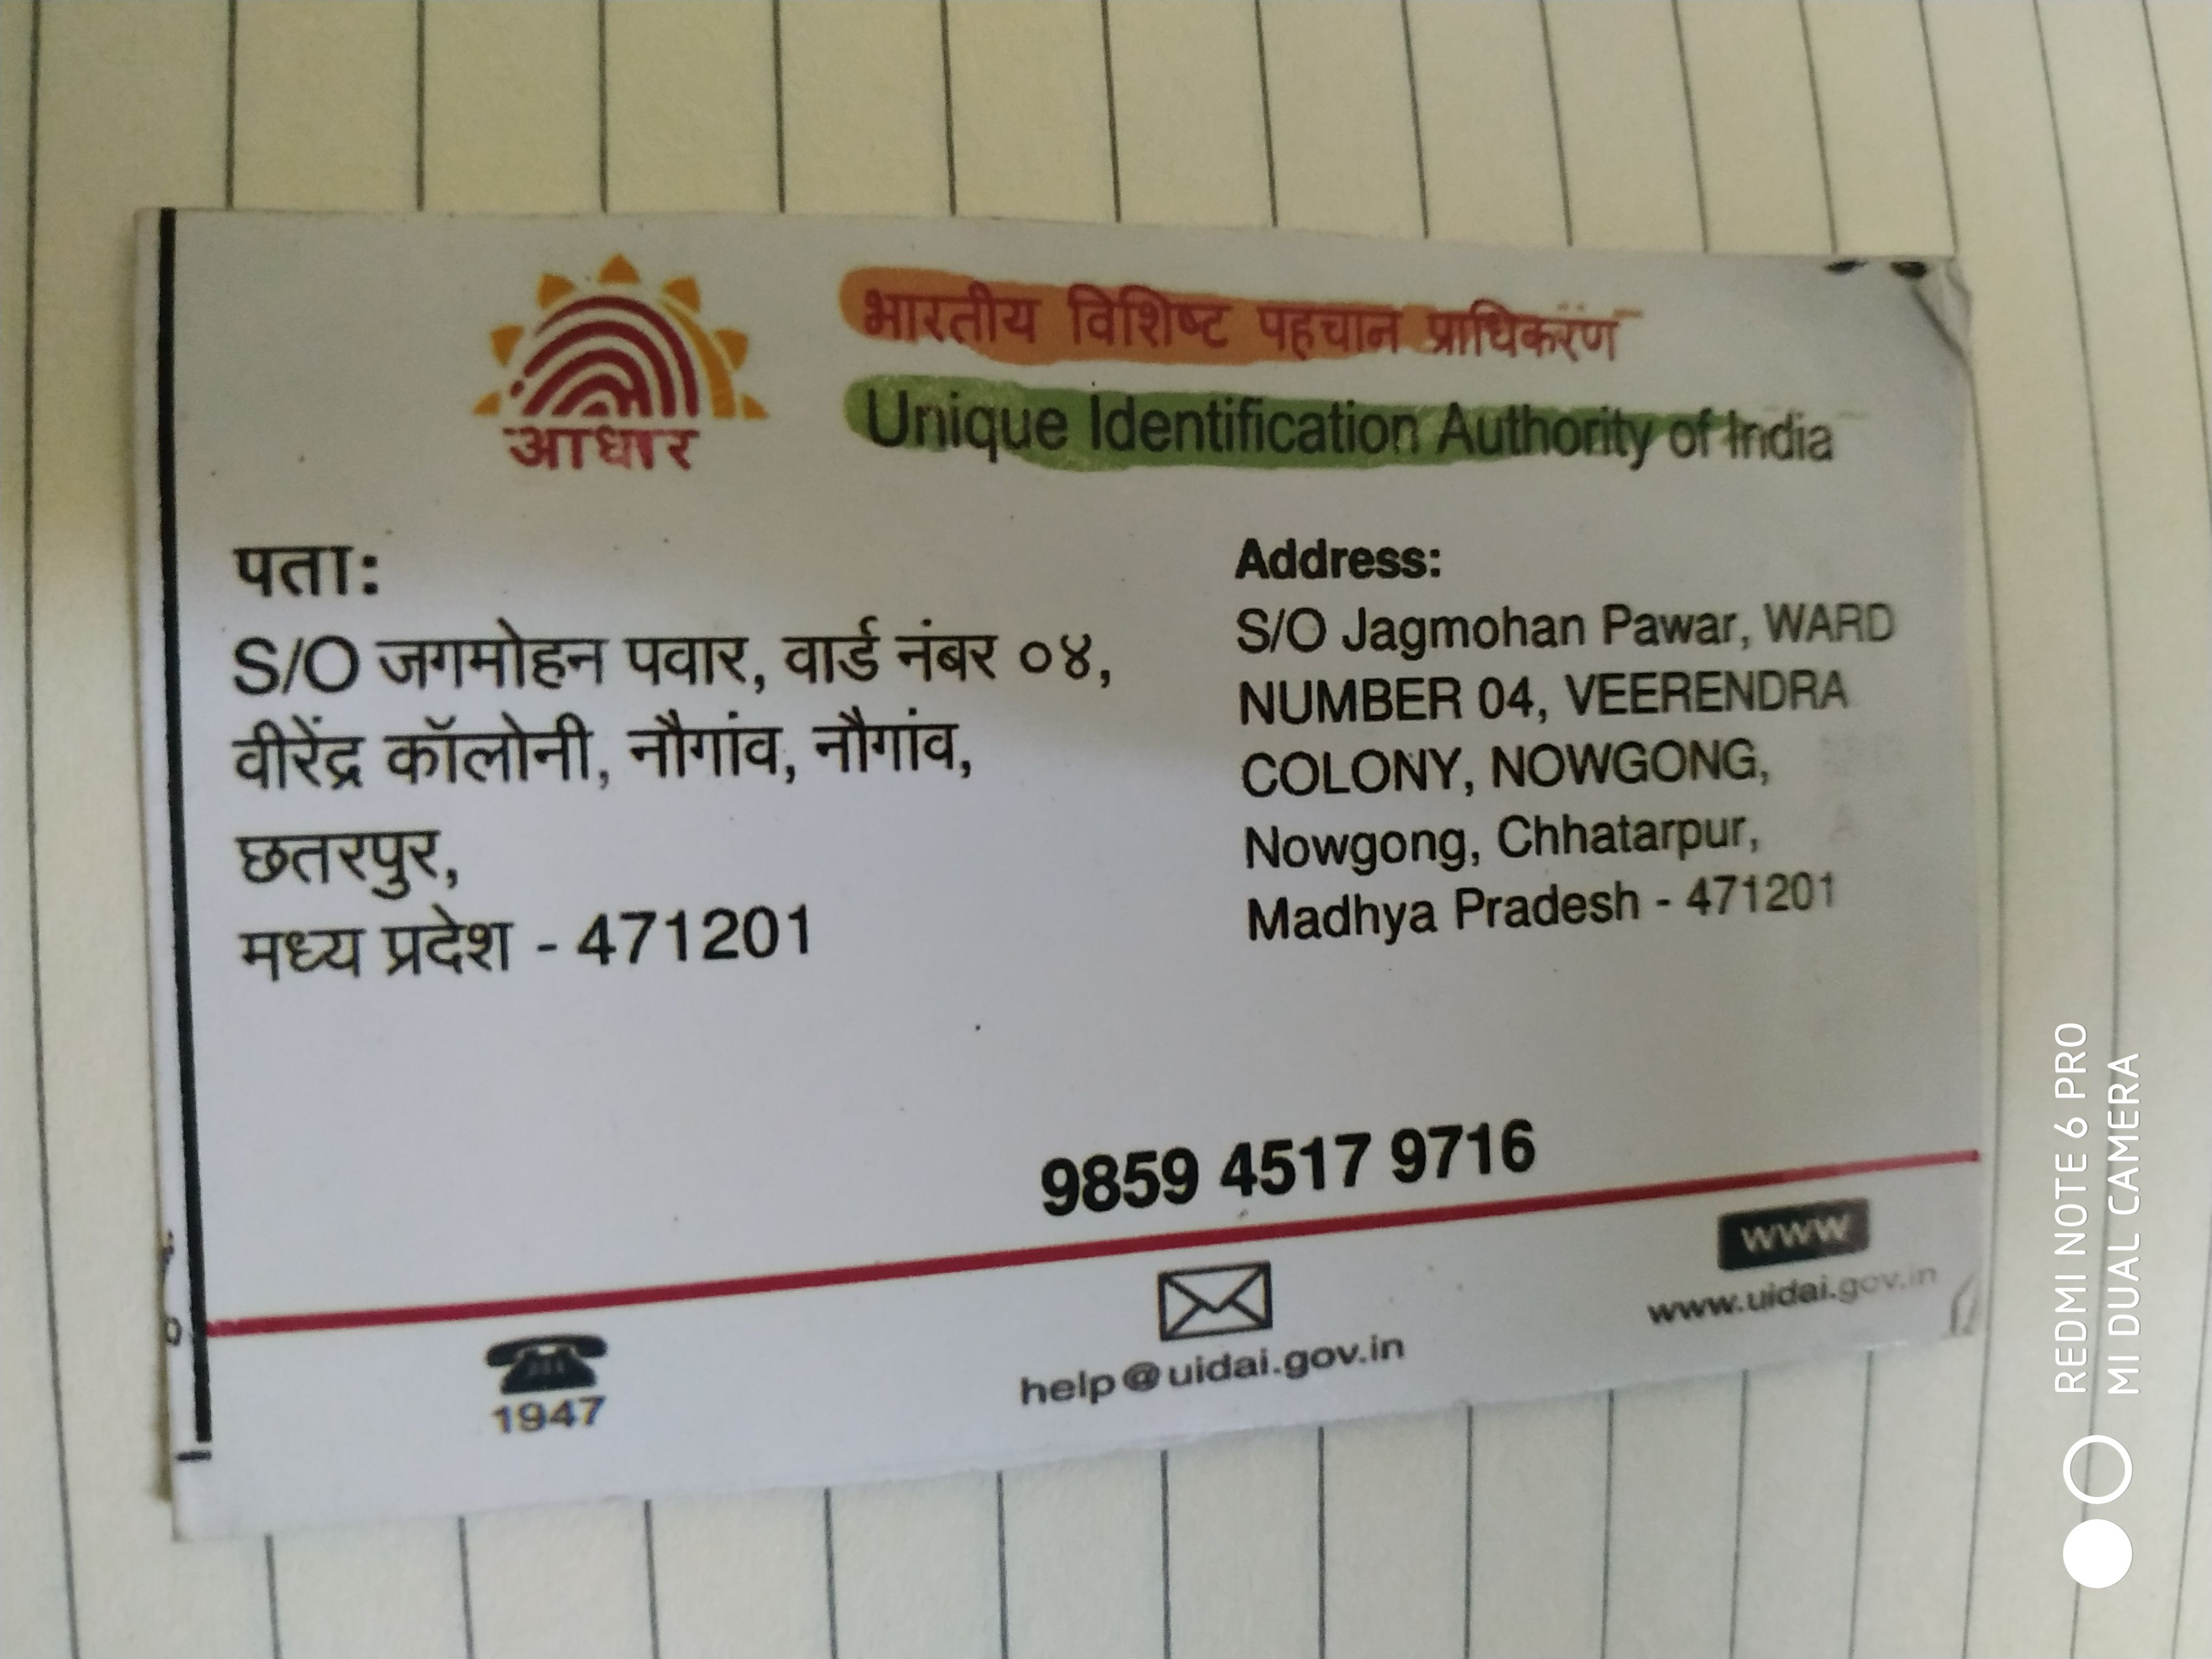 आधार
भारतीय विशिष्ट पहचान प्राधिकरण
Unique Identification Authority of India
पताः
S/O जगमोहन पवार, वार्ड नंबर ०४,
वीरेंद्र कॉलोनी, नौगांव, नौगांव,
छतरपुर,
मध्य प्रदेश - 471201
Address:
S/O Jagmohan Pawar, WARD
NUMBER 04, VEERENDRA
COLONY, NOWGONG,
Nowgong, Chhatarpur,
Madhya Pradesh - 471201
9859 4517 9716
1947
help@uidai.gov.in
www
www.uidai.gov.in
REDMI NOTE 6 PRO
MI DUAL CAMERA